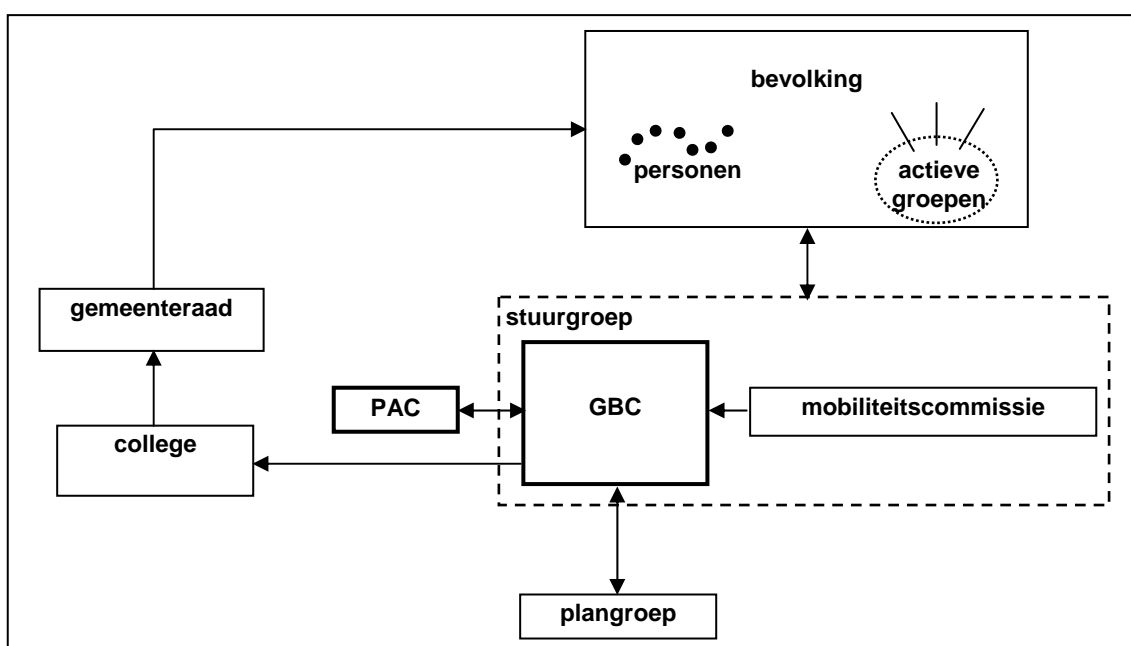 bevolking
personen
actieve
groepen
gemeenteraad
stuurgroep
PAC
GBC
mobiliteitscommissie
college
plangroep